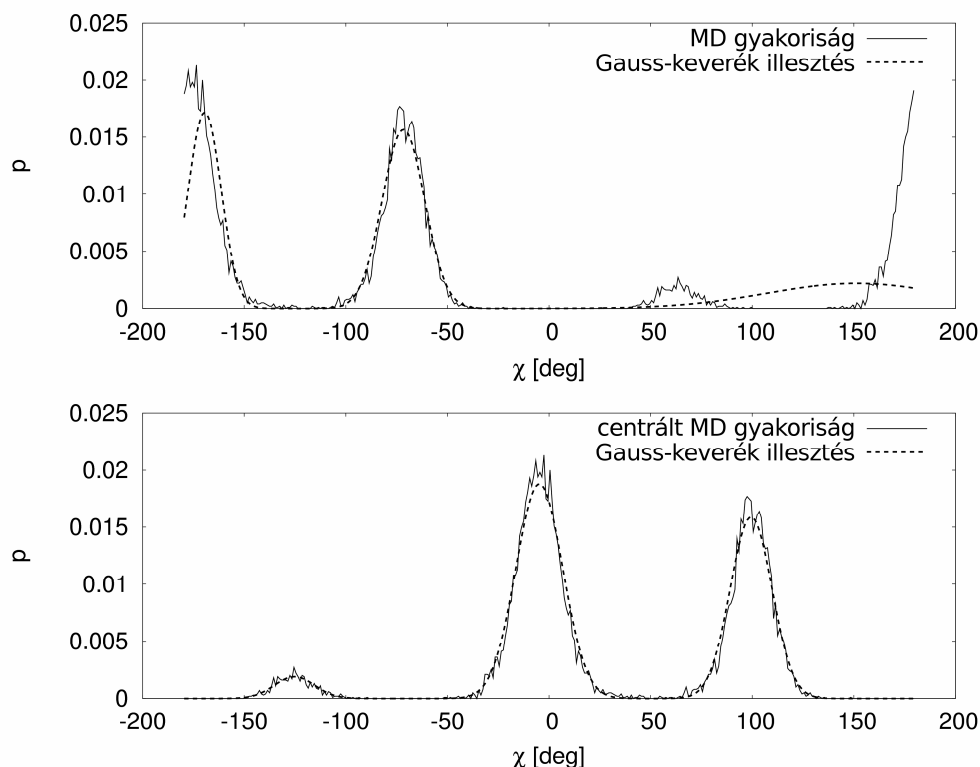 0.025
0.02
0.015
0.01
0.005
0
p
MD gyakoriság
Gauss-keverék illesztés
-200 -150 -100 -50 0 50 100 150 200
χ [deg]
0.025
0.02
0.015
0.01
0.005
0
p
centrált MD gyakoriság
Gauss-keverék illesztés
-200 -150 -100 -50 0 50 100 150 200
χ [deg]